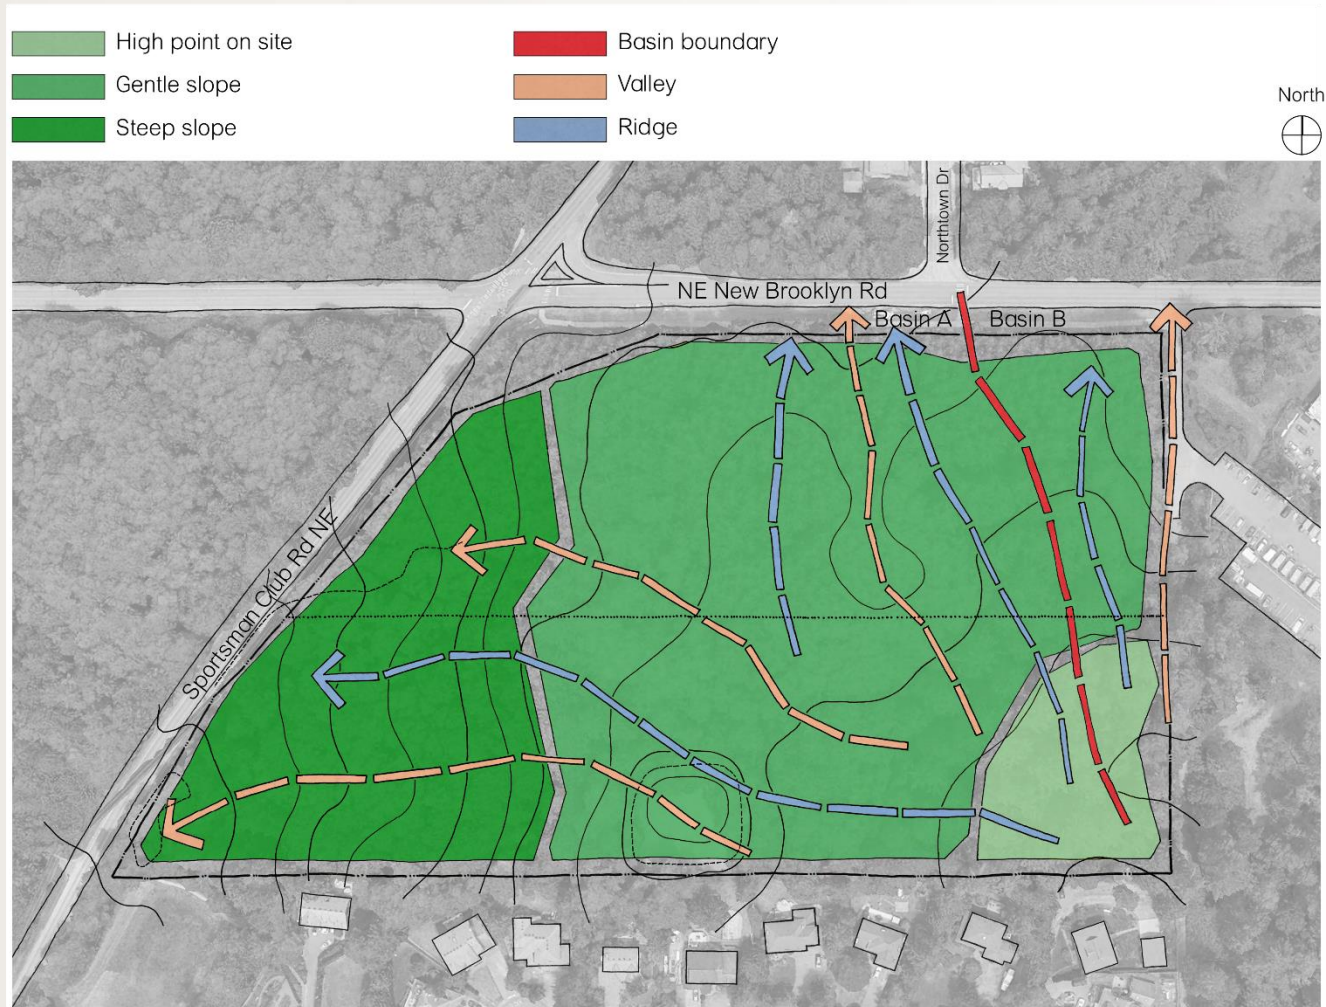 High point on site
Gentle slope
Steep slope
Basin boundary
Valley
Ridge
North
Northtown Dr
NE New Brooklyn Rd
Basin A
Basin B
Sportsman Club Rd NE